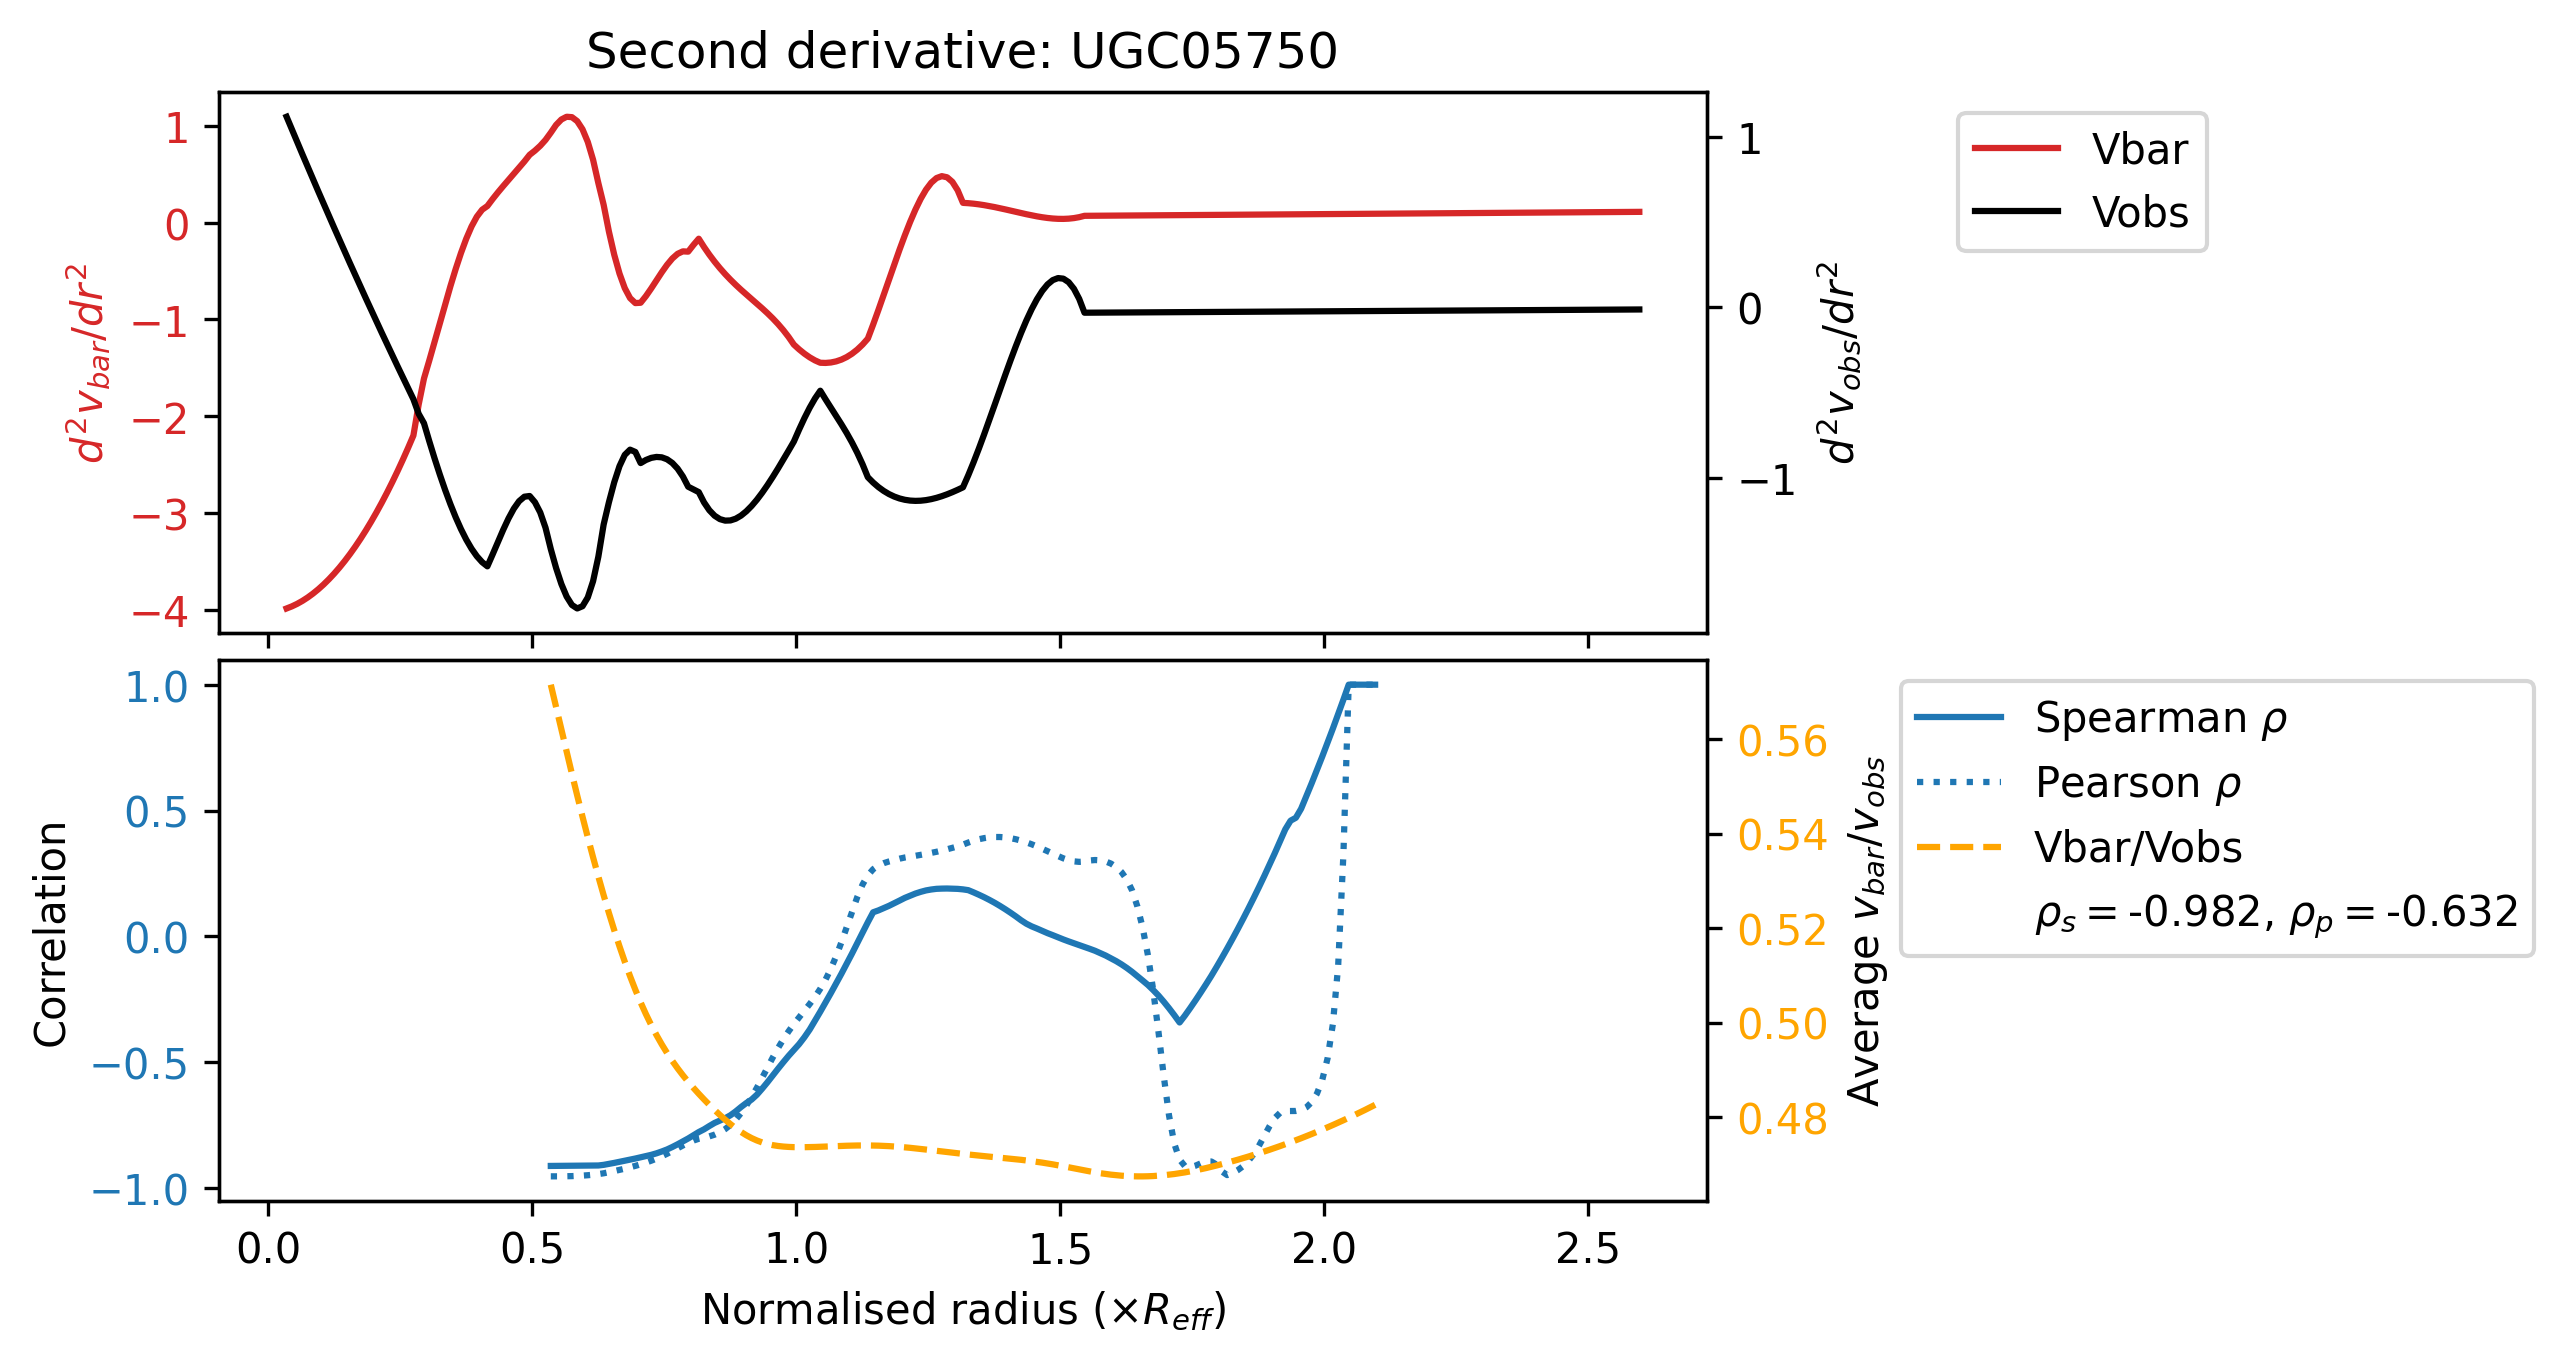 Second derivative: UGC05750
1
0
−1
−2
−3
−4
d²v_bar/dr²
1
0
−1
d²v_obs/dr²
Vbar
Vobs
1.0
0.5
0.0
−0.5
−1.0
Correlation
0.56
0.54
0.52
0.50
0.48
Average v_bar/v_obs
Spearman ρ
Pearson ρ
Vbar/Vobs
ρ_s = -0.982, ρ_p = -0.632
0.0 0.5 1.0 1.5 2.0 2.5
Normalised radius (×R_eff)